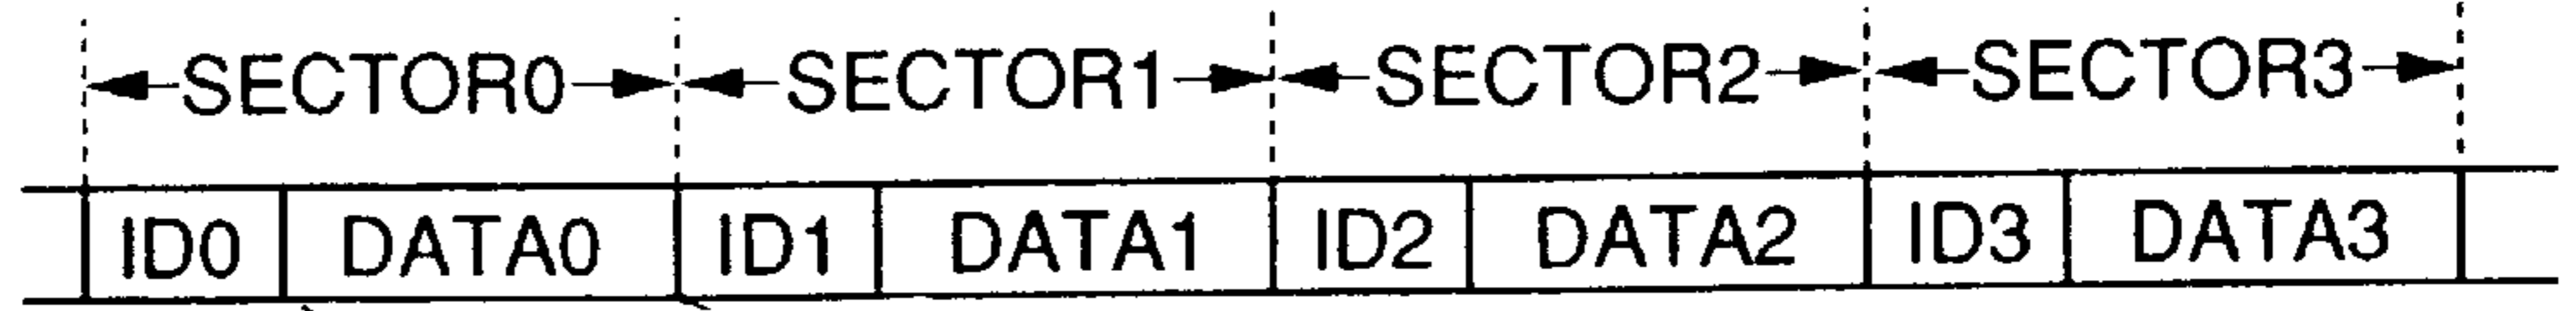 SECTOR0 SECTOR1 SECTOR2 SECTOR3
ID0 DATA0 ID1 DATA1 ID2 DATA2 ID3 DATA3